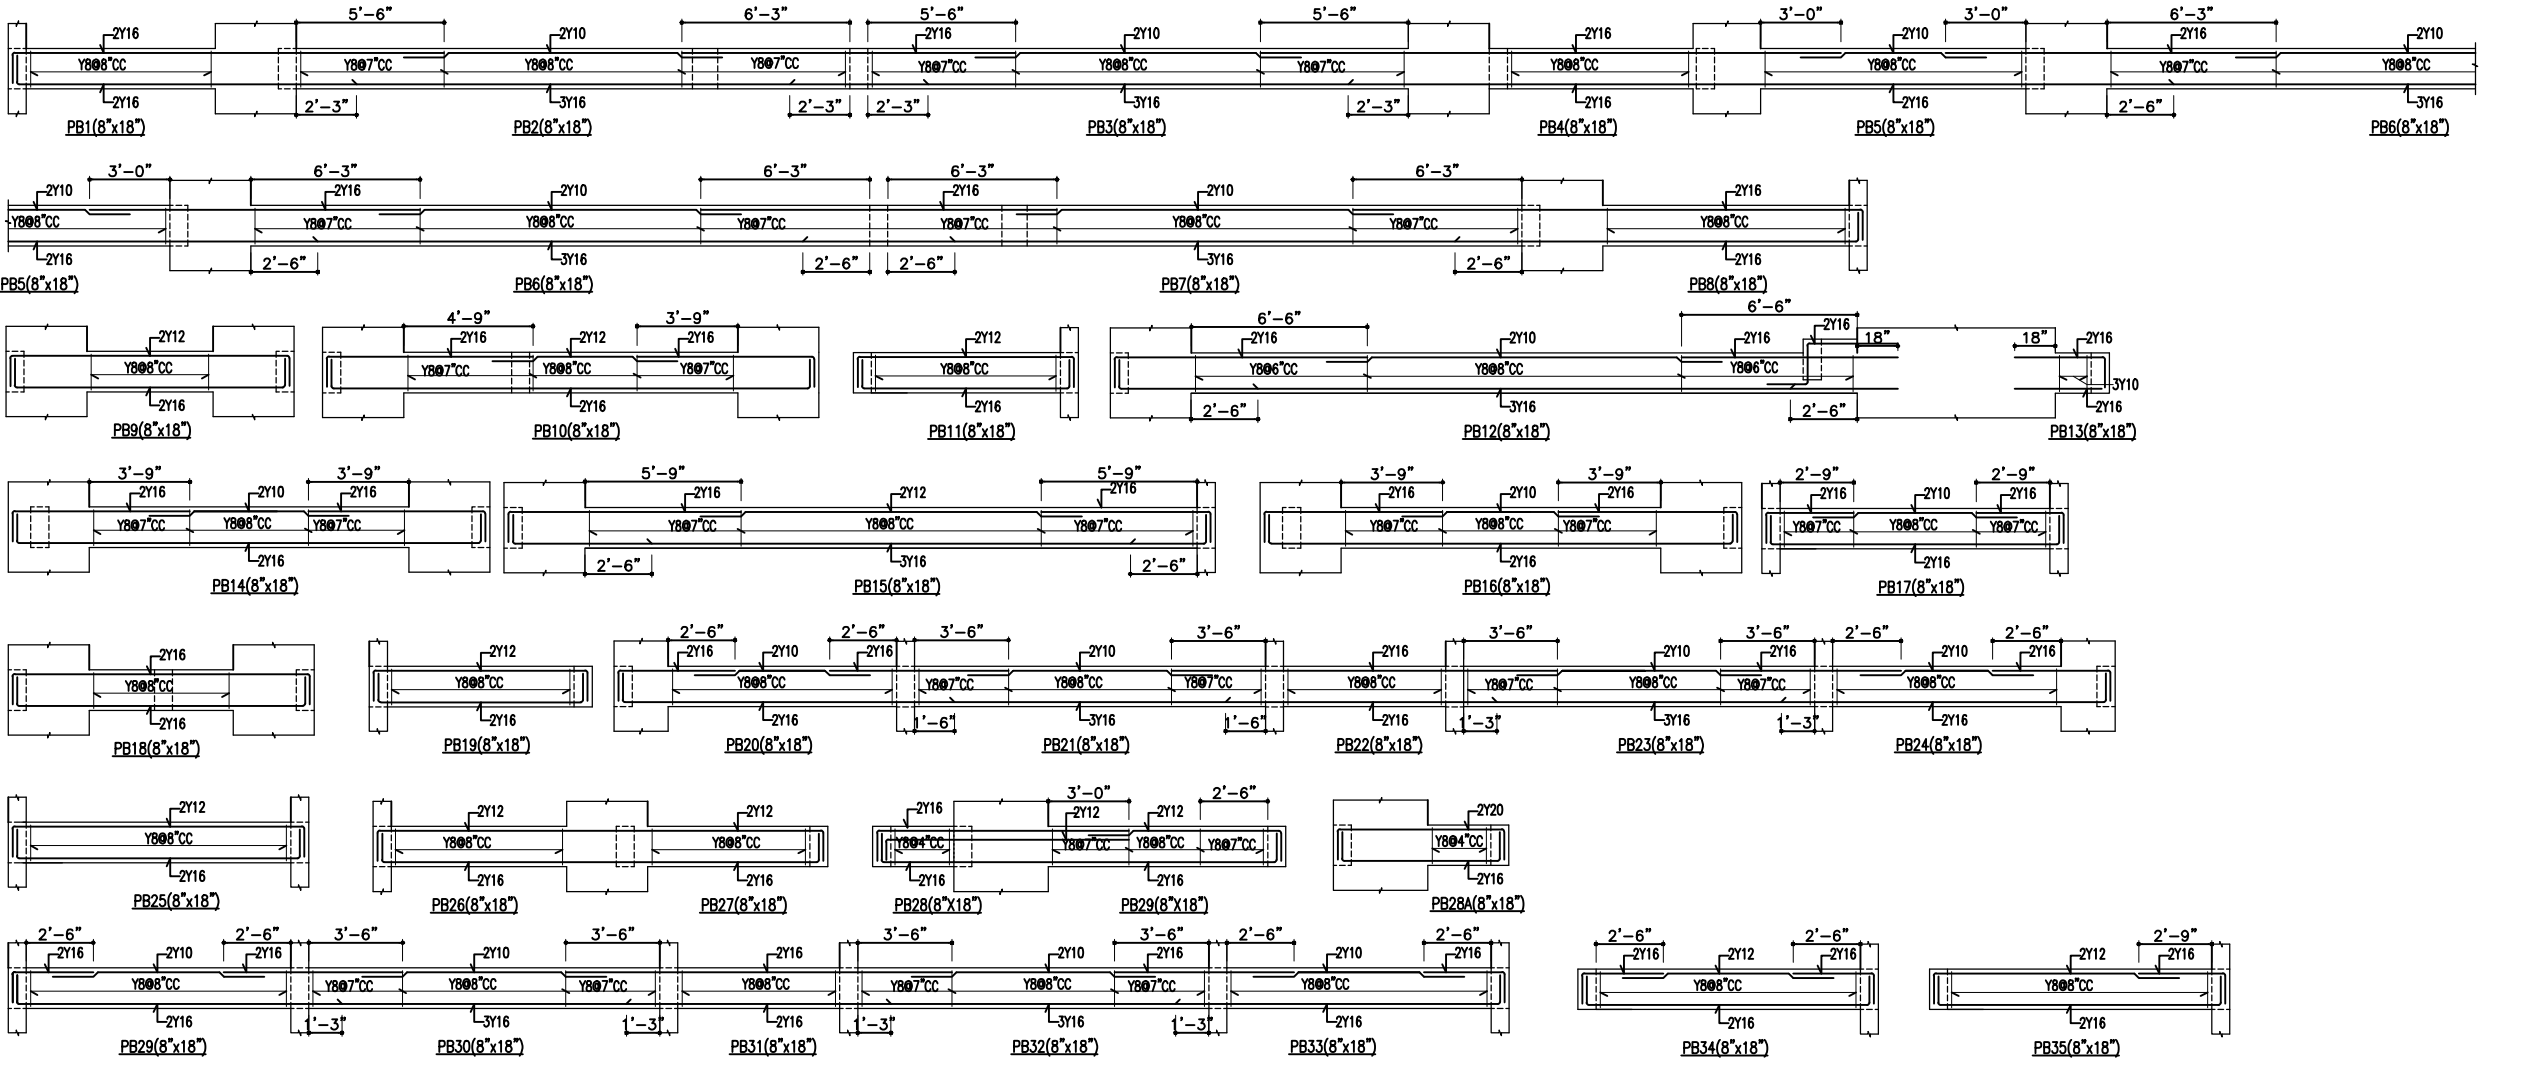 5'-6" 6'-3" 5'-6" 5'-6" 3'-0" 3'-0" 6'-3"
2Y16 2Y10 2Y16 2Y10 2Y16 2Y10 2Y16 2Y10
Y8@8"CC Y8@7"CC Y8@8"CC Y8@7"CC Y8@7"CC Y8@8"CC Y8@7"CC Y8@8"CC Y8@8"CC Y8@7"CC Y8@8"CC
2Y16 2'-3" 3Y16 2'-3" 2'-3" 3Y16 2'-3" 2Y16 2Y16 2'-6" 3Y16
PB1(8"x18") PB2(8"x18") PB3(8"x18") PB4(8"x18") PB5(8"x18") PB6(8"x18")
3'-0" 6'-3" 6'-3" 6'-3" 6'-3"
2Y10 2Y16 2Y10 2Y16 2Y10 2Y16
Y8@8"CC Y8@7"CC Y8@8"CC Y8@7"CC Y8@7"CC Y8@8"CC Y8@7"CC Y8@8"CC
2Y16 2'-6" 3Y16 2'-6" 2'-6" 3Y16 2'-6" 2Y16
PB5(8"x18") PB6(8"x18") PB7(8"x18") PB8(8"x18")
4'-9" 3'-9" 6'-6" 6'-6"
2Y12 2Y16 2Y12 2Y16 2Y12 2Y16 2Y10 2Y16 2Y16 18" 18" 2Y16
Y8@8"CC Y8@7"CC Y8@8"CC Y8@7"CC Y8@8"CC Y8@6"CC Y8@8"CC Y8@6"CC 3Y10
2Y16 2Y16 2Y16 2'-6" 3Y16 2'-6" 2Y16
PB9(8"x18") PB10(8"x18") PB11(8"x18") PB12(8"x18") PB13(8"x18")
3'-9" 3'-9" 5'-9" 5'-9" 3'-9" 3'-9" 2'-9" 2'-9"
2Y16 2Y10 2Y16 2Y16 2Y12 2Y16 2Y16 2Y10 2Y16 2Y16 2Y10 2Y16
Y8@7"CC Y8@8"CC Y8@7"CC Y8@7"CC Y8@8"CC Y8@7"CC Y8@7"CC Y8@8"CC Y8@7"CC Y8@7"CC Y8@8"CC Y8@7"CC
2Y16 2'-6" 3Y16 2'-6" 2Y16 2Y16
PB14(8"x18") PB15(8"x18") PB16(8"x18") PB17(8"x18")
2'-6" 2'-6" 3'-6" 3'-6" 3'-6" 3'-6" 2'-6" 2'-6"
2Y16 2Y12 2Y16 2Y10 2Y16 2Y10 2Y16 2Y10 2Y16 2Y10 2Y16
Y8@8"CC Y8@8"CC Y8@8"CC Y8@7"CC Y8@8"CC Y8@7"CC Y8@8"CC Y8@7"CC Y8@8"CC Y8@7"CC Y8@8"CC
2Y16 2Y16 2Y16 1'-6" 3Y16 1'-6" 2Y16 1'-3" 3Y16 1'-3" 2Y16
PB18(8"x18") PB19(8"x18") PB20(8"x18") PB21(8"x18") PB22(8"x18") PB23(8"x18") PB24(8"x18")
3'-0" 2'-6"
2Y12 2Y12 2Y12 2Y16 2Y12 2Y12 2Y20
Y8@8"CC Y8@8"CC Y8@8"CC Y8@4"CC Y8@7"CC Y8@8"CC Y8@7"CC Y8@4"CC
2Y16 2Y16 2Y16 2Y16 2Y16 2Y16
PB25(8"x18") PB26(8"x18") PB27(8"x18") PB28(8"X18") PB29(8"X18") PB28A(8"x18")
2'-6" 2'-6" 3'-6" 3'-6" 3'-6" 3'-6" 2'-6" 2'-6" 2'-6" 2'-6" 2'-9"
2Y16 2Y10 2Y16 2Y10 2Y16 2Y10 2Y16 2Y10 2Y16 2Y16 2Y12 2Y16 2Y12 2Y16
Y8@8"CC Y8@7"CC Y8@8"CC Y8@7"CC Y8@8"CC Y8@7"CC Y8@8"CC Y8@7"CC Y8@8"CC Y8@8"CC Y8@8"CC
2Y16 1'-3" 3Y16 1'-3" 2Y16 1'-3" 3Y16 1'-3" 2Y16 2Y16 2Y16
PB29(8"x18") PB30(8"x18") PB31(8"x18") PB32(8"x18") PB33(8"x18") PB34(8"x18") PB35(8"x18")